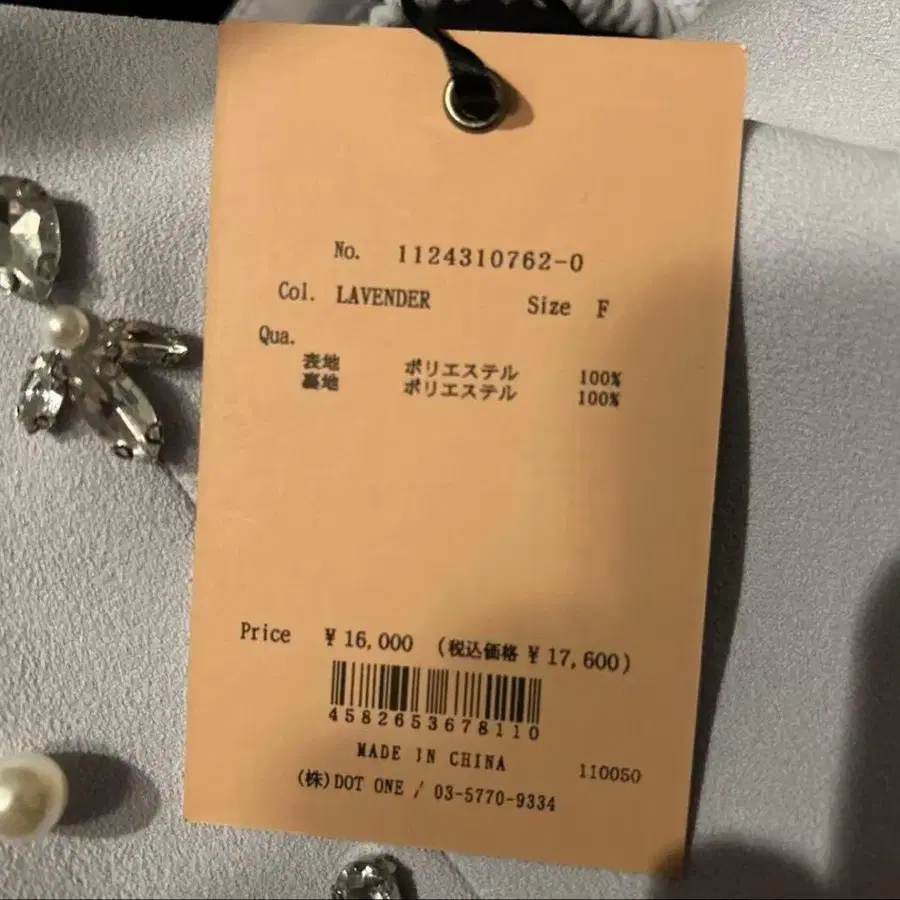 No. 1124310762-0
Col. LAVENDER Size F
Qua.
表地 ポリエステル 100%
裏地 ポリエステル 100%
Price ¥16,000 (税込価格 ¥17,600)
4582653678110
MADE IN CHINA 110050
(株)DOT ONE / 03-5770-9334